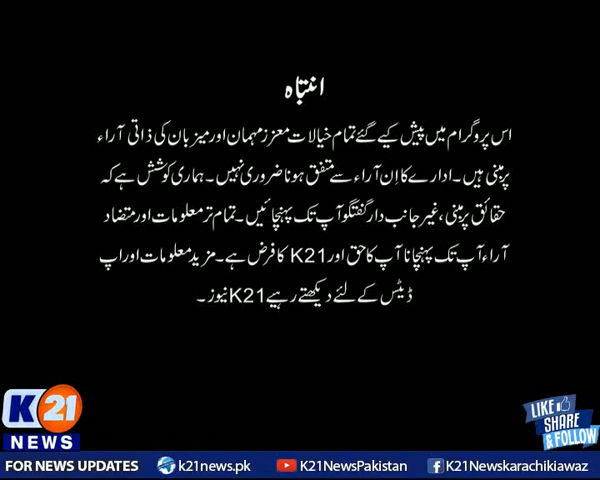 انتباہ
اس پروگرام میں پیش کیے گئے تمام خیالات معزز مہمان اور میزبان کی ذاتی آراء
پر مبنی ہیں۔ ادارے کا اِن آراء سے متفق ہونا ضروری نہیں۔ ہماری کوشش ہے کہ
حقائق پر مبنی، غیر جانب دار گفتگو آپ تک پہنچائیں۔ تمام تر معلومات اور متضاد
آراء آپ تک پہنچانا آپ کا حق اور K21 کا فرض ہے۔ مزید معلومات اور اپ
ڈیٹس کے لئے دیکھتے رہیے K21 نیوز۔
K21
NEWS
LIKE
SHARE
& FOLLOW
FOR NEWS UPDATES k21news.pk K21NewsPakistan K21Newskarachikiawaz